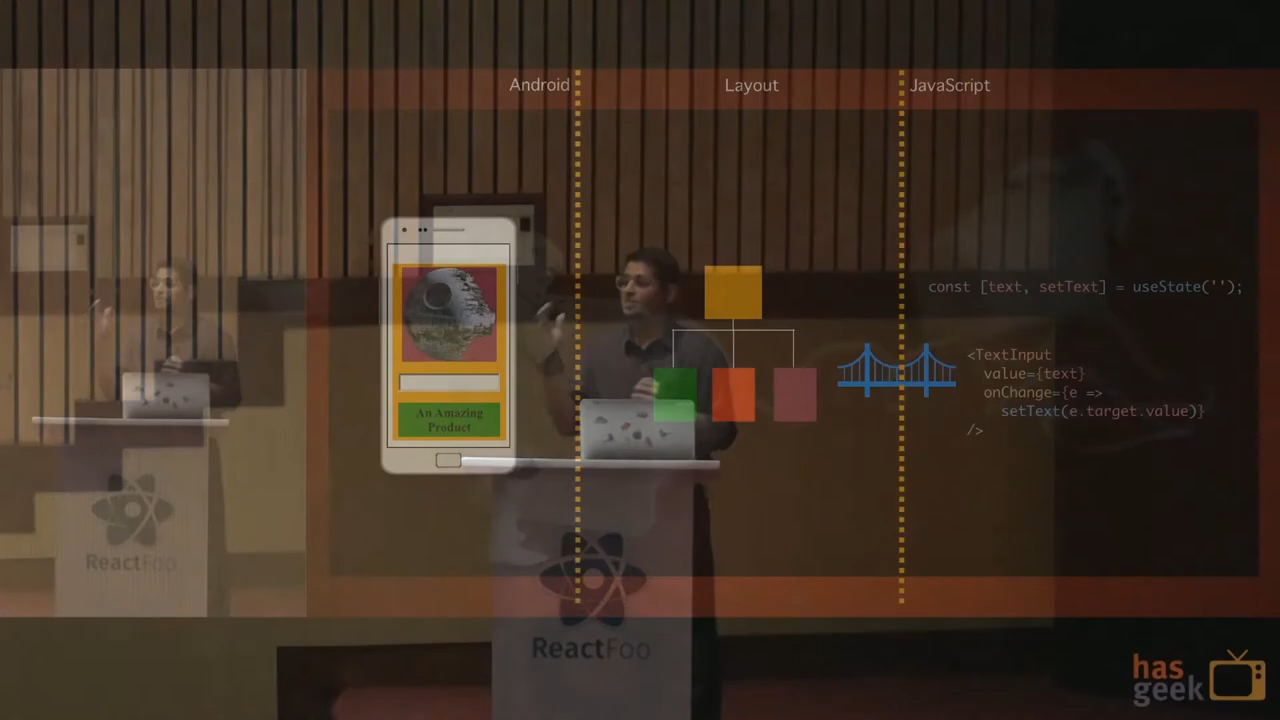 Android
Layout
JavaScript
const [text, setText] = useState('');
<TextInput
value={text}
onChange={e =>
setText(e.target.value)}
/>
An Amazing
Product
ReactFoo
ReactFoo
has
geek